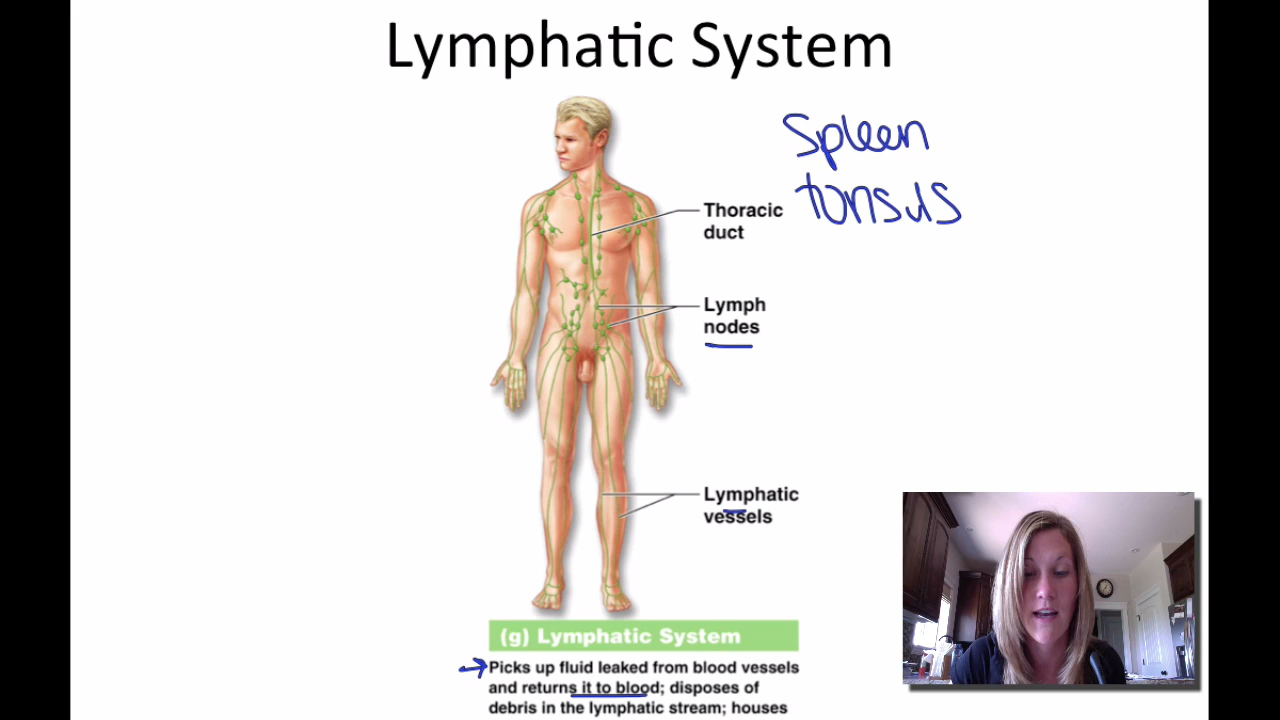 Lymphatic System
Spleen
tonsils
Thoracic
duct
Lymph
nodes
Lymphatic
vessels
(g) Lymphatic System
Picks up fluid leaked from blood vessels
and returns it to blood; disposes of
debris in the lymphatic stream; houses